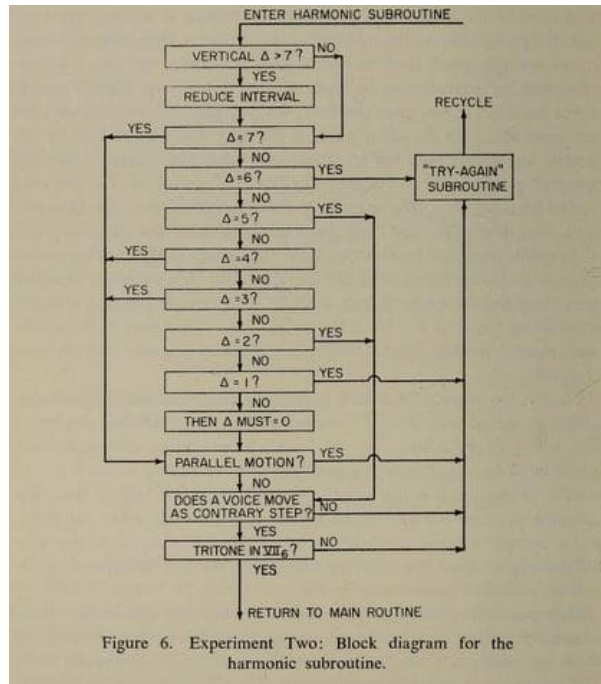 ENTER HARMONIC SUBROUTINE
VERTICAL Δ > 7?
NO
YES
REDUCE INTERVAL
RECYCLE
YES
Δ = 7?
NO
Δ = 6?
YES
"TRY-AGAIN"
SUBROUTINE
NO
Δ = 5?
YES
NO
YES
Δ = 4?
NO
YES
Δ = 3?
NO
Δ = 2?
YES
NO
Δ = 1?
YES
NO
THEN Δ MUST = 0
PARALLEL MOTION?
YES
NO
DOES A VOICE MOVE
AS CONTRARY STEP?
NO
YES
TRITONE IN VII6?
NO
YES
RETURN TO MAIN ROUTINE
Figure 6. Experiment Two: Block diagram for the
harmonic subroutine.